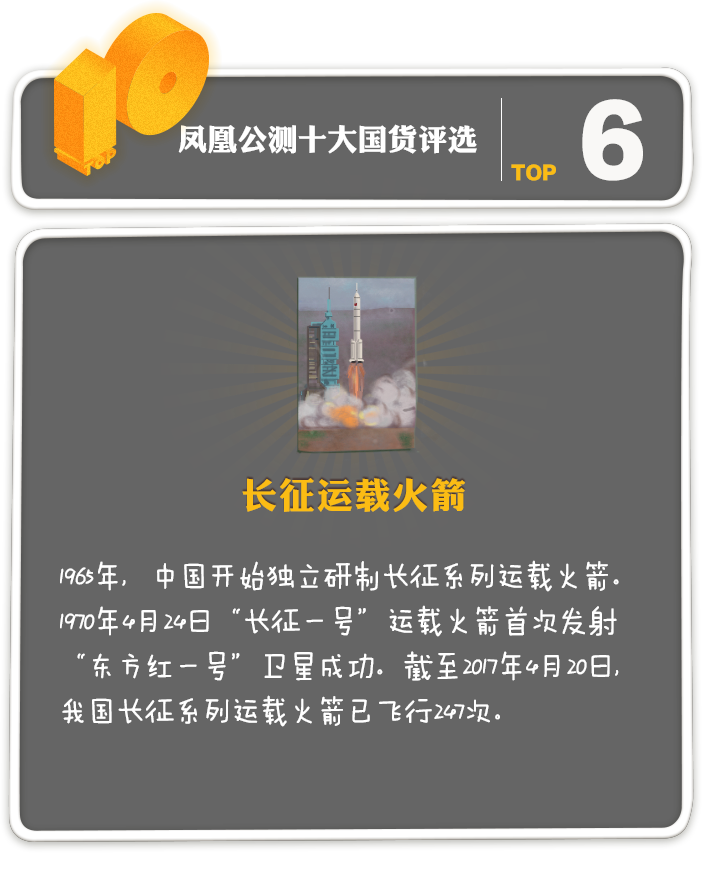 TOP
凤凰公测十大国货评选
TOP 6
长征运载火箭
1965年，中国开始独立研制长征系列运载火箭。
1970年4月24日“长征一号”运载火箭首次发射
“东方红一号”卫星成功。截至2017年4月20日，
我国长征系列运载火箭已飞行247次。